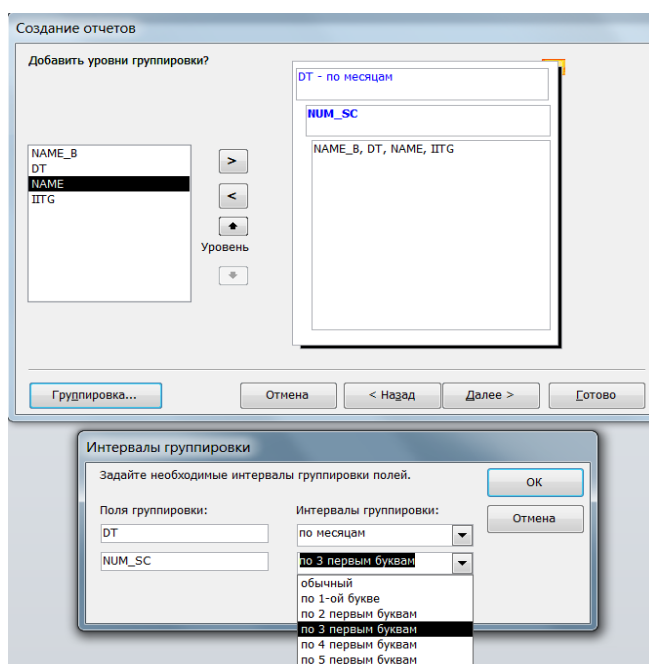 Создание отчетов
Добавить уровни группировки?
DT - по месяцам
NUM_SC
NAME_B, DT, NAME, IITG
NAME_B
DT
NAME
IITG
>
<
Уровень
Группировка...
Отмена
< Назад
Далее >
Готово
Интервалы группировки
Задайте необходимые интервалы группировки полей.
ОК
Отмена
Поля группировки:
Интервалы группировки:
DT
по месяцам
NUM_SC
по 3 первым буквам
обычный
по 1-ой букве
по 2 первым буквам
по 3 первым буквам
по 4 первым буквам
по 5 первым буквам